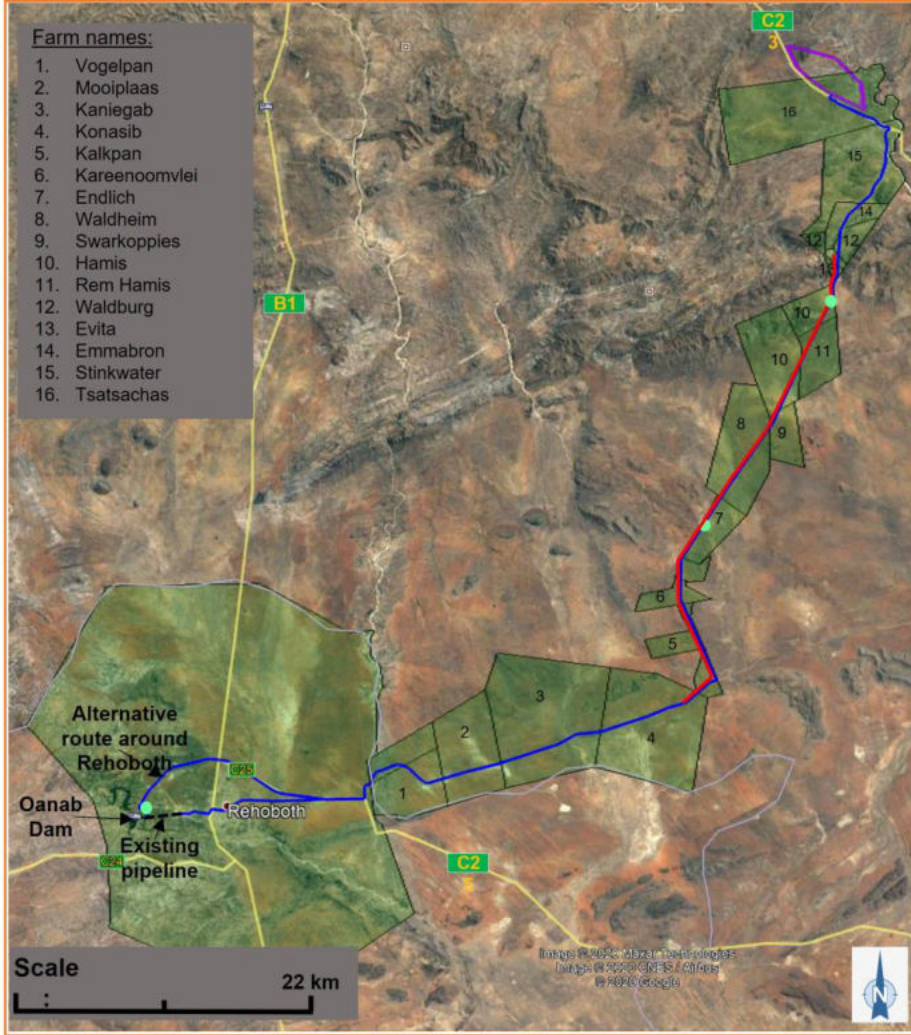 Farm names:
1. Vogelpan
2. Mooiplaas
3. Kaniegab
4. Konasib
5. Kalkpan
6. Kareenoomvlei
7. Endlich
8. Waldheim
9. Swarkoppies
10. Hamis
11. Rem Hamis
12. Waldburg
13. Evita
14. Emmabron
15. Stinkwater
16. Tsatsachas
C2
3
16
15
14
12
12
B1
10
11
10
8
9
7
6
5
3
2
4
1
Alternative
route around
Rehoboth
C25
Oanab
Dam
Rehoboth
Existing
pipeline
C24
C2
5
Image © 2023 Maxar Technologies
Image © 2023 CNES / Airbus
© 2020 Google
Scale
22 km
N